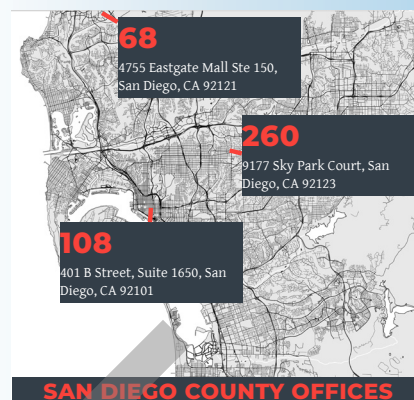 68
4755 Eastgate Mall Ste 150,
San Diego, CA 92121
260
9177 Sky Park Court, San
Diego, CA 92123
108
401 B Street, Suite 1650, San
Diego, CA 92101
SAN DIEGO COUNTY OFFICES